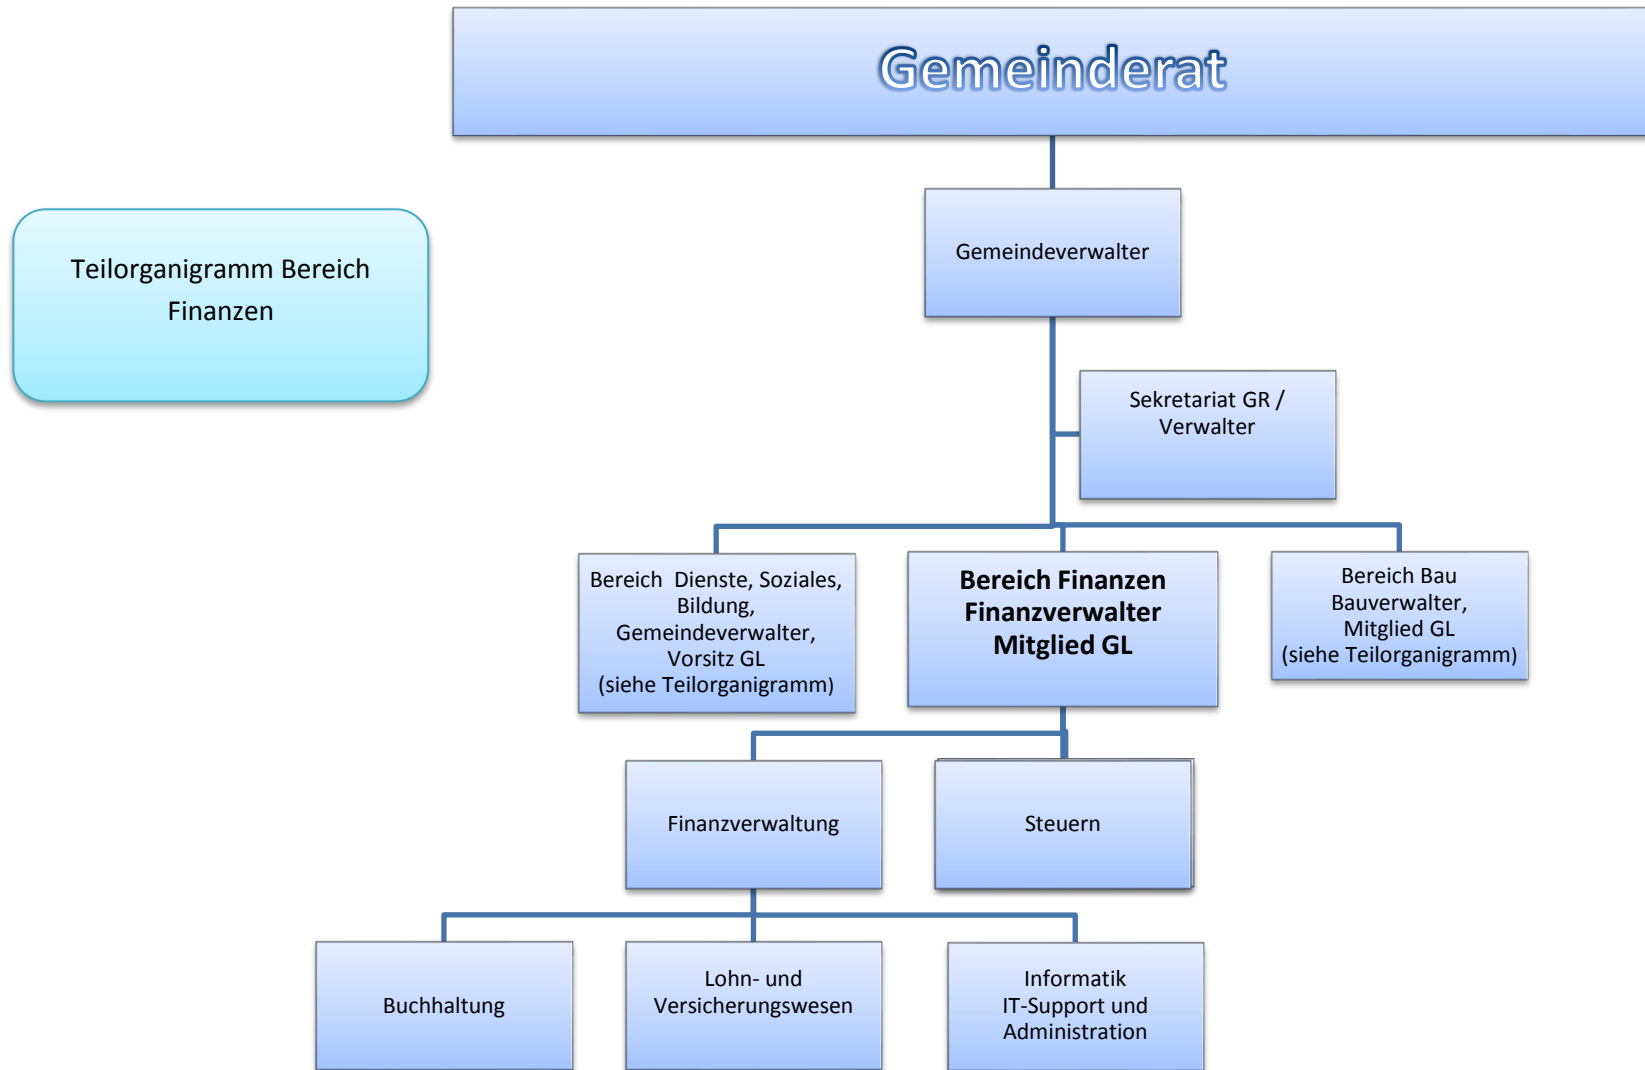 Gemeinderat
Teilorganigramm Bereich
Finanzen
Gemeindeverwalter
Sekretariat GR /
Verwalter
Bereich  Dienste, Soziales,
Bildung,
Gemeindeverwalter,
Vorsitz GL
(siehe Teilorganigramm)
Bereich Finanzen
Finanzverwalter
Mitglied GL
Bereich Bau
Bauverwalter,
Mitglied GL
(siehe Teilorganigramm)
Finanzverwaltung
Steuern
Buchhaltung
Lohn- und
Versicherungswesen
Informatik
IT-Support und
Administration